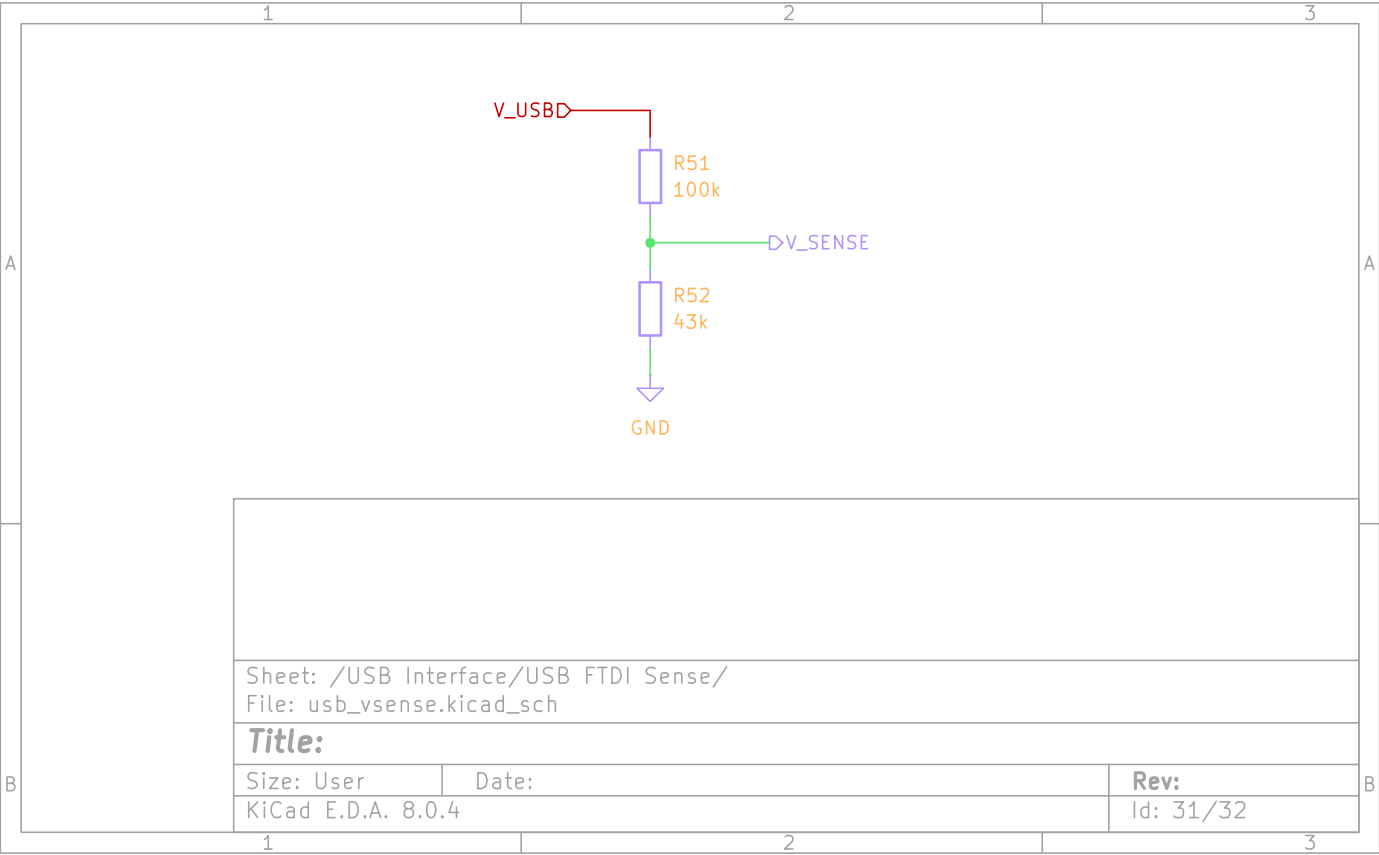 1 2 3
V_USB
R51
100k
V_SENSE
A A
R52
43k
GND
Sheet: /USB Interface/USB FTDI Sense/
File: usb_vsense.kicad_sch
Title:
Size: User Date: Rev:
B B
KiCad E.D.A. 8.0.4 Id: 31/32
1 2 3